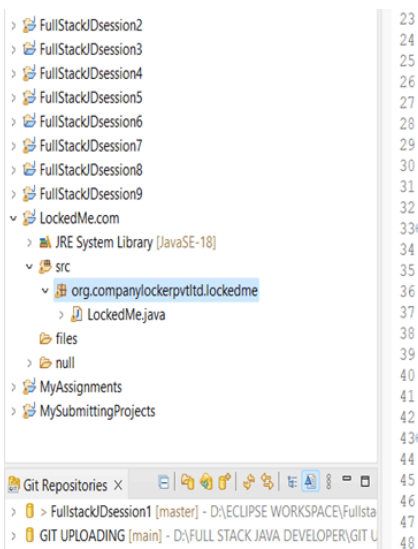 FullStackJDsession2
FullStackJDsession3
FullStackJDsession4
FullStackJDsession5
FullStackJDsession6
FullStackJDsession7
FullStackJDsession8
FullStackJDsession9
LockedMe.com
JRE System Library [JavaSE-18]
src
org.companylockerpvtltd.lockedme
LockedMe.java
files
null
MyAssignments
MySubmittingProjects
Git Repositories
> FullstackJDsession1 [master] - D:\ECLIPSE WORKSPACE\Fullsta
GIT UPLOADING [main] - D:\FULL STACK JAVA DEVELOPER\GIT U
23
24
25
26
27
28
29
30
31
32
33
34
35
36
37
38
39
40
41
42
43
44
45
46
47
48